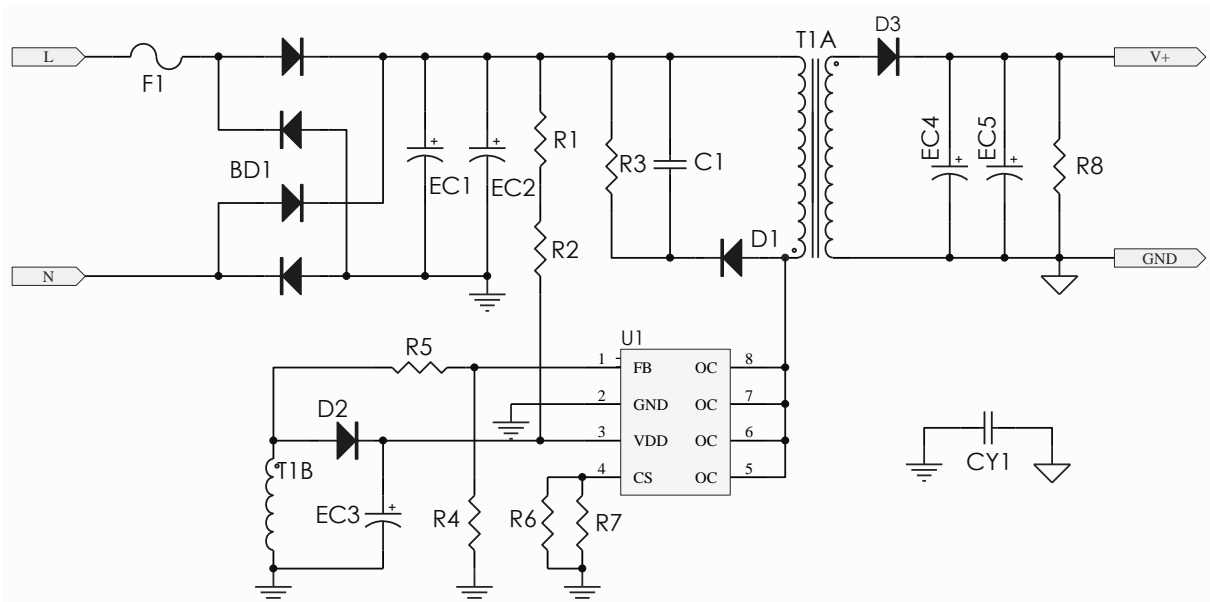 T1A
D3
L
F1
V+
BD1
EC1
EC2
R1
R3
C1
EC4
EC5
R8
R2
D1
N
GND
U1
R5
1 FB OC 8
2 GND OC 7
3 VDD OC 6
4 CS OC 5
D2
T1B
EC3
R4
R6
R7
CY1